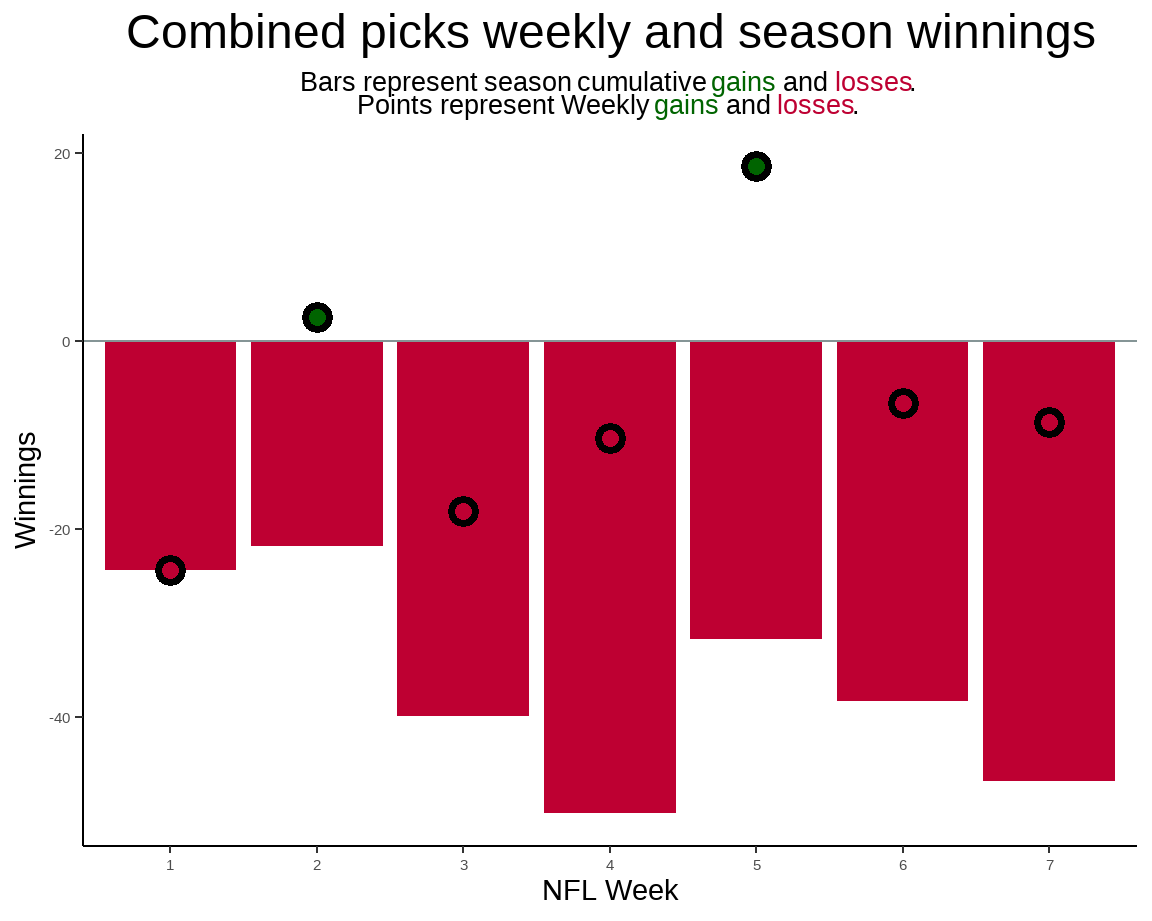 Combined picks weekly and season winnings
Bars represent season cumulative gains and losses.
Points represent Weekly gains and losses.
20
0
-20
-40
Winnings
1 2 3 4 5 6 7
NFL Week